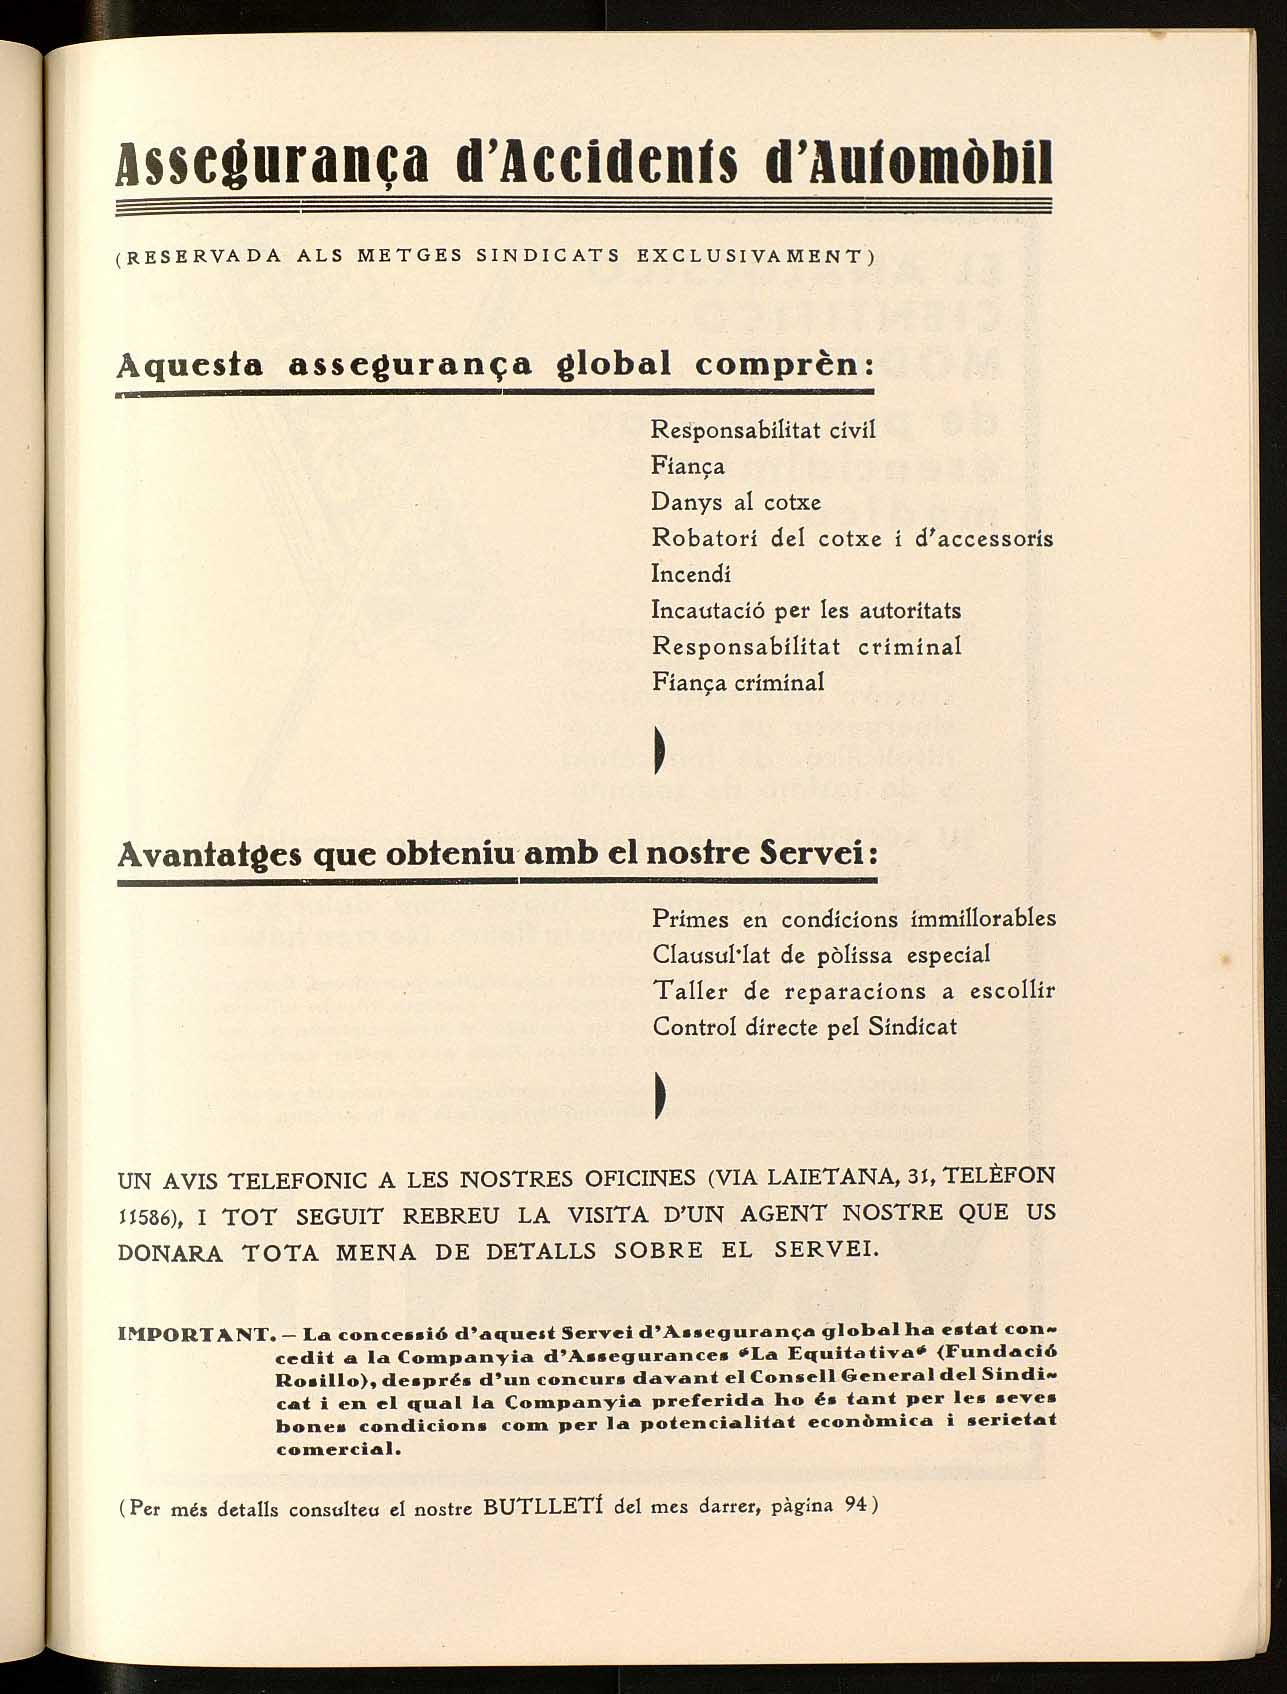 Assegurança d'Accidents d'Automòbil
(RESERVADA ALS METGES SINDICATS EXCLUSIVAMENT)
Aquesta assegurança global comprèn:
Responsabilitat civil
Fiança
Danys al cotxe
Robatori del cotxe i d'accessoris
Incendi
Incautació per les autoritats
Responsabilitat criminal
Fiança criminal
Avantatges que obteniu amb el nostre Servei:
Primes en condicions immillorables
Clausul·lat de pòlissa especial
Taller de reparacions a escollir
Control directe pel Sindicat
UN AVIS TELEFONIC A LES NOSTRES OFICINES (VIA LAIETANA, 31, TELÈFON
11586), I TOT SEGUIT REBREU LA VISITA D'UN AGENT NOSTRE QUE US
DONARA TOTA MENA DE DETALLS SOBRE EL SERVEI.
IMPORTANT. — La concessió d'aquest Servei d'Assegurança global ha estat con-
cedit a la Companyia d'Assegurances "La Equitativa" (Fundació
Rosillo), després d'un concurs davant el Consell General del Sindi-
cat i en el qual la Companyia preferida ho és tant per les seves
bones condicions com per la potencialitat econòmica i serietat
comercial.
(Per més detalls consulteu el nostre BUTLLETÍ del mes darrer, pàgina 94)